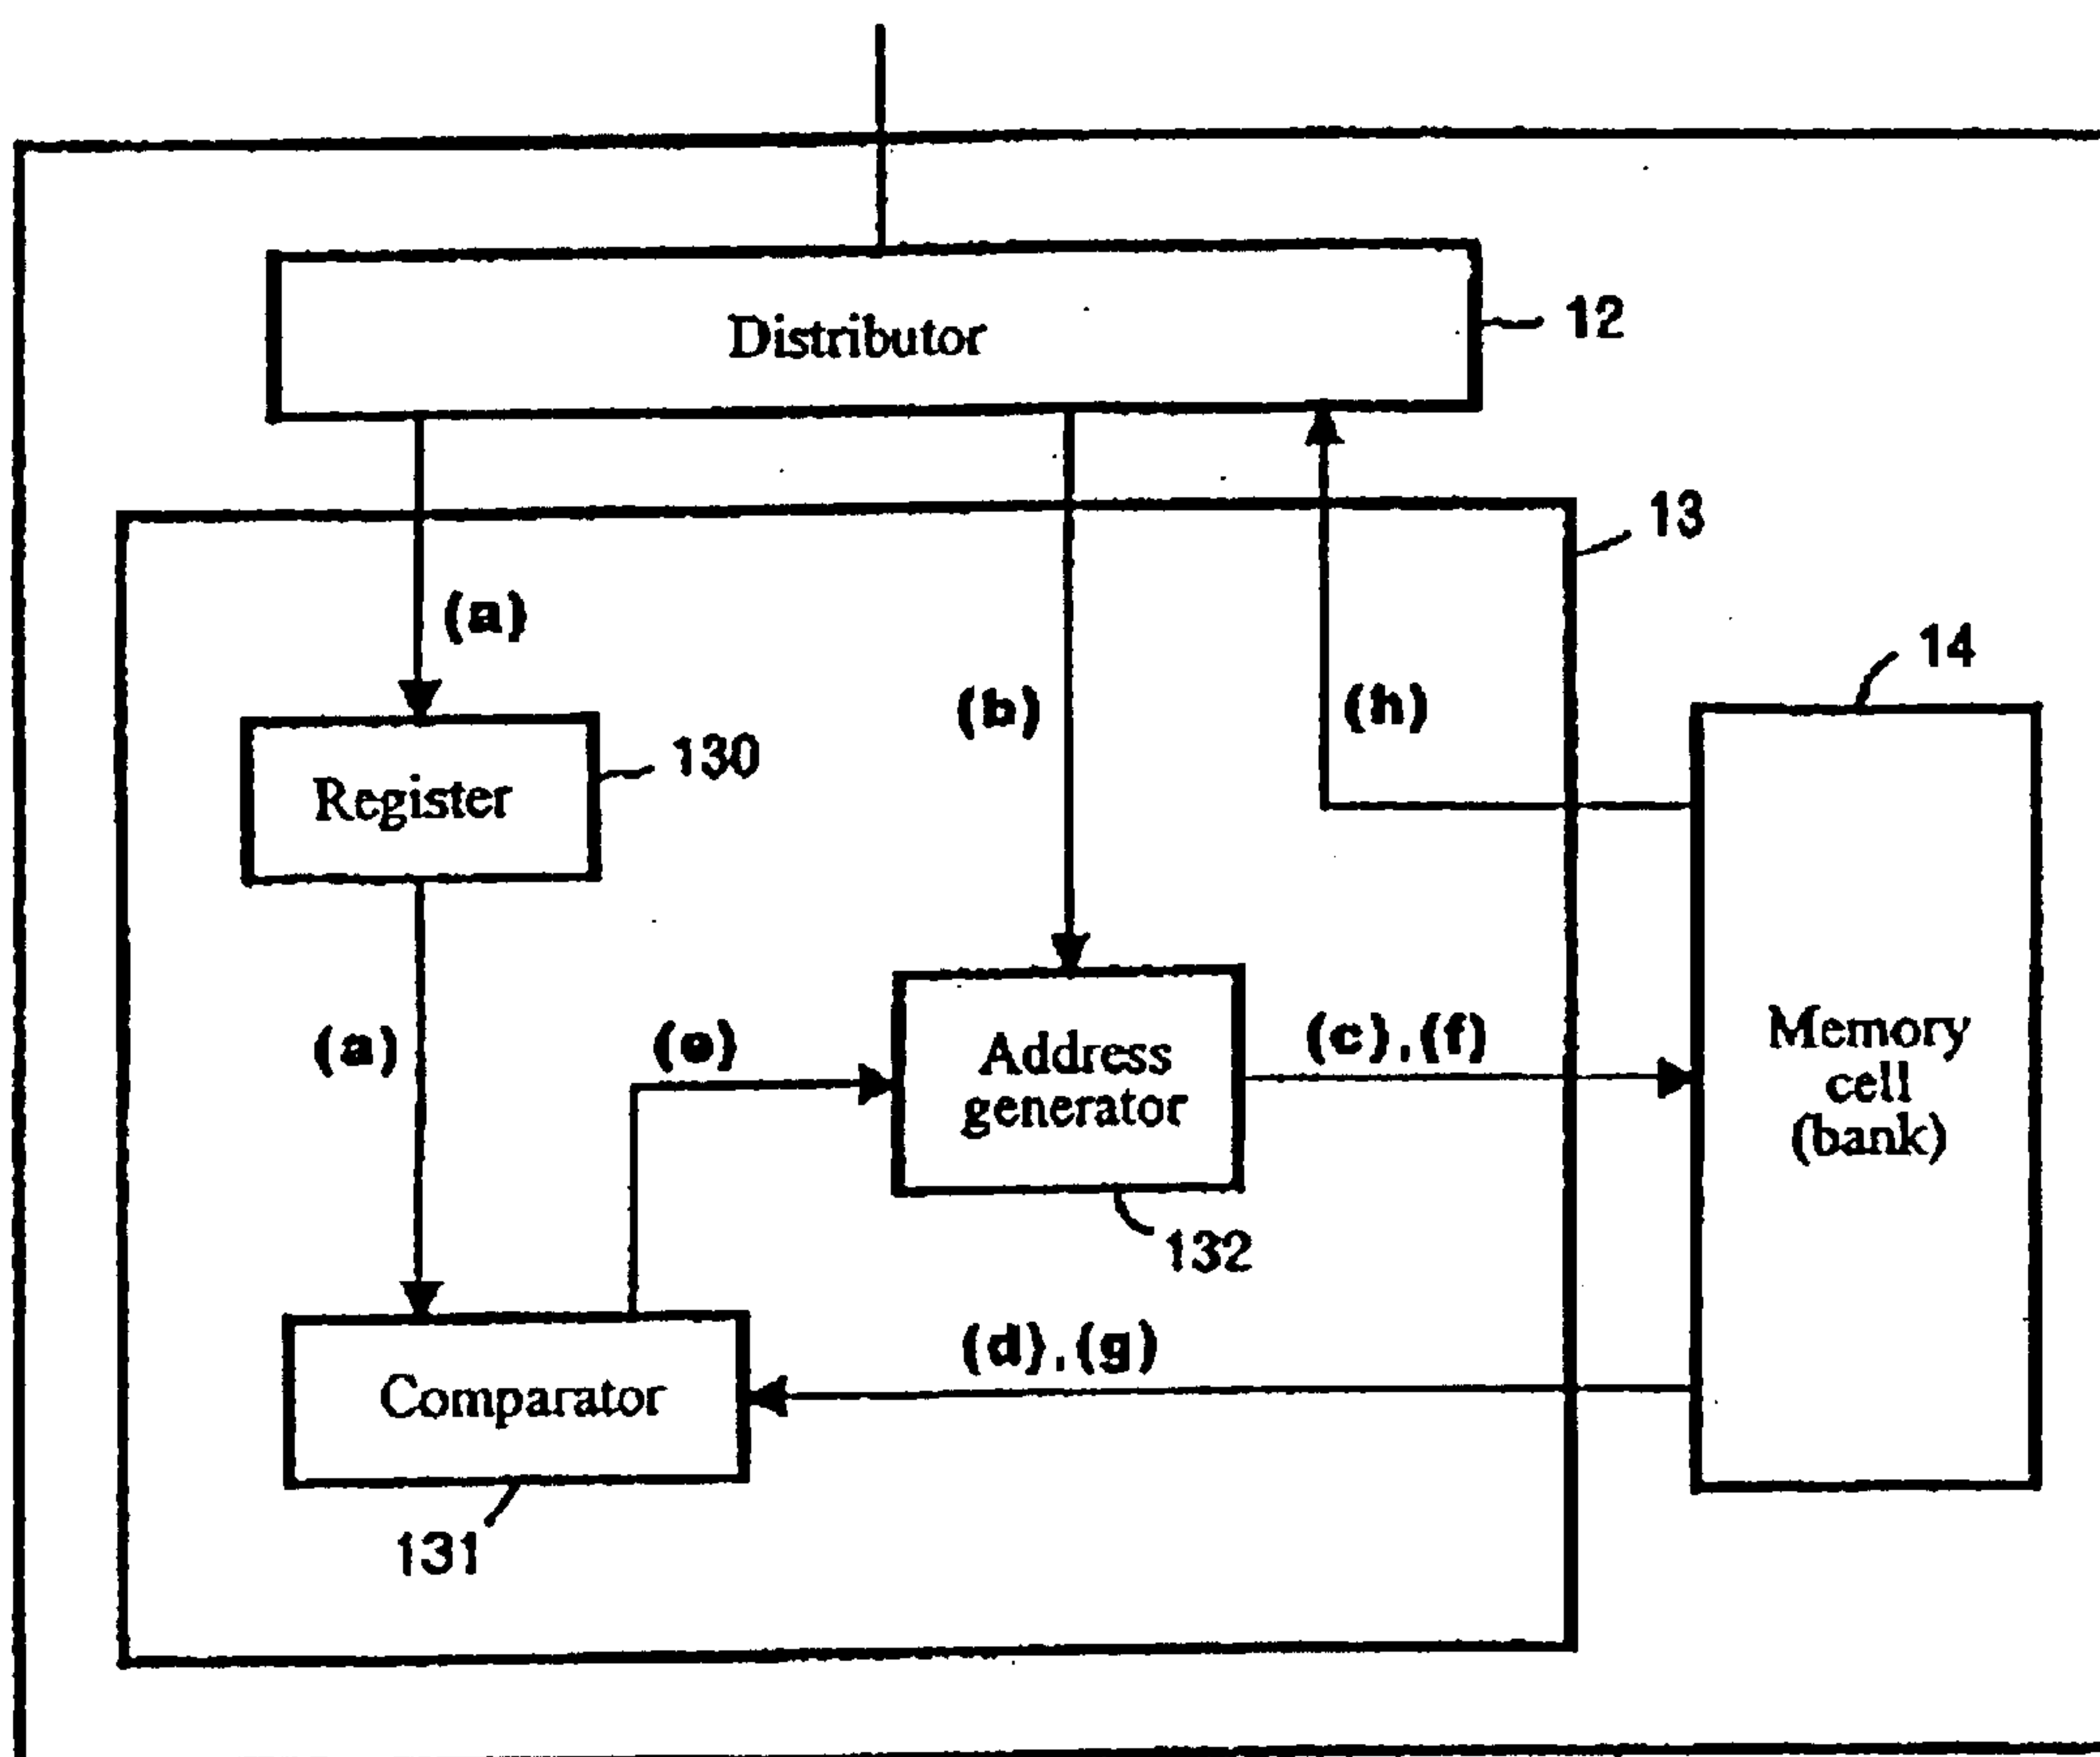 Distributor
12
13
(a)
14
(b)
(h)
130
Register
(a)
(e)
(c),(f)
Address
generator
Memory
cell
(bank)
132
(d),(g)
Comparator
131